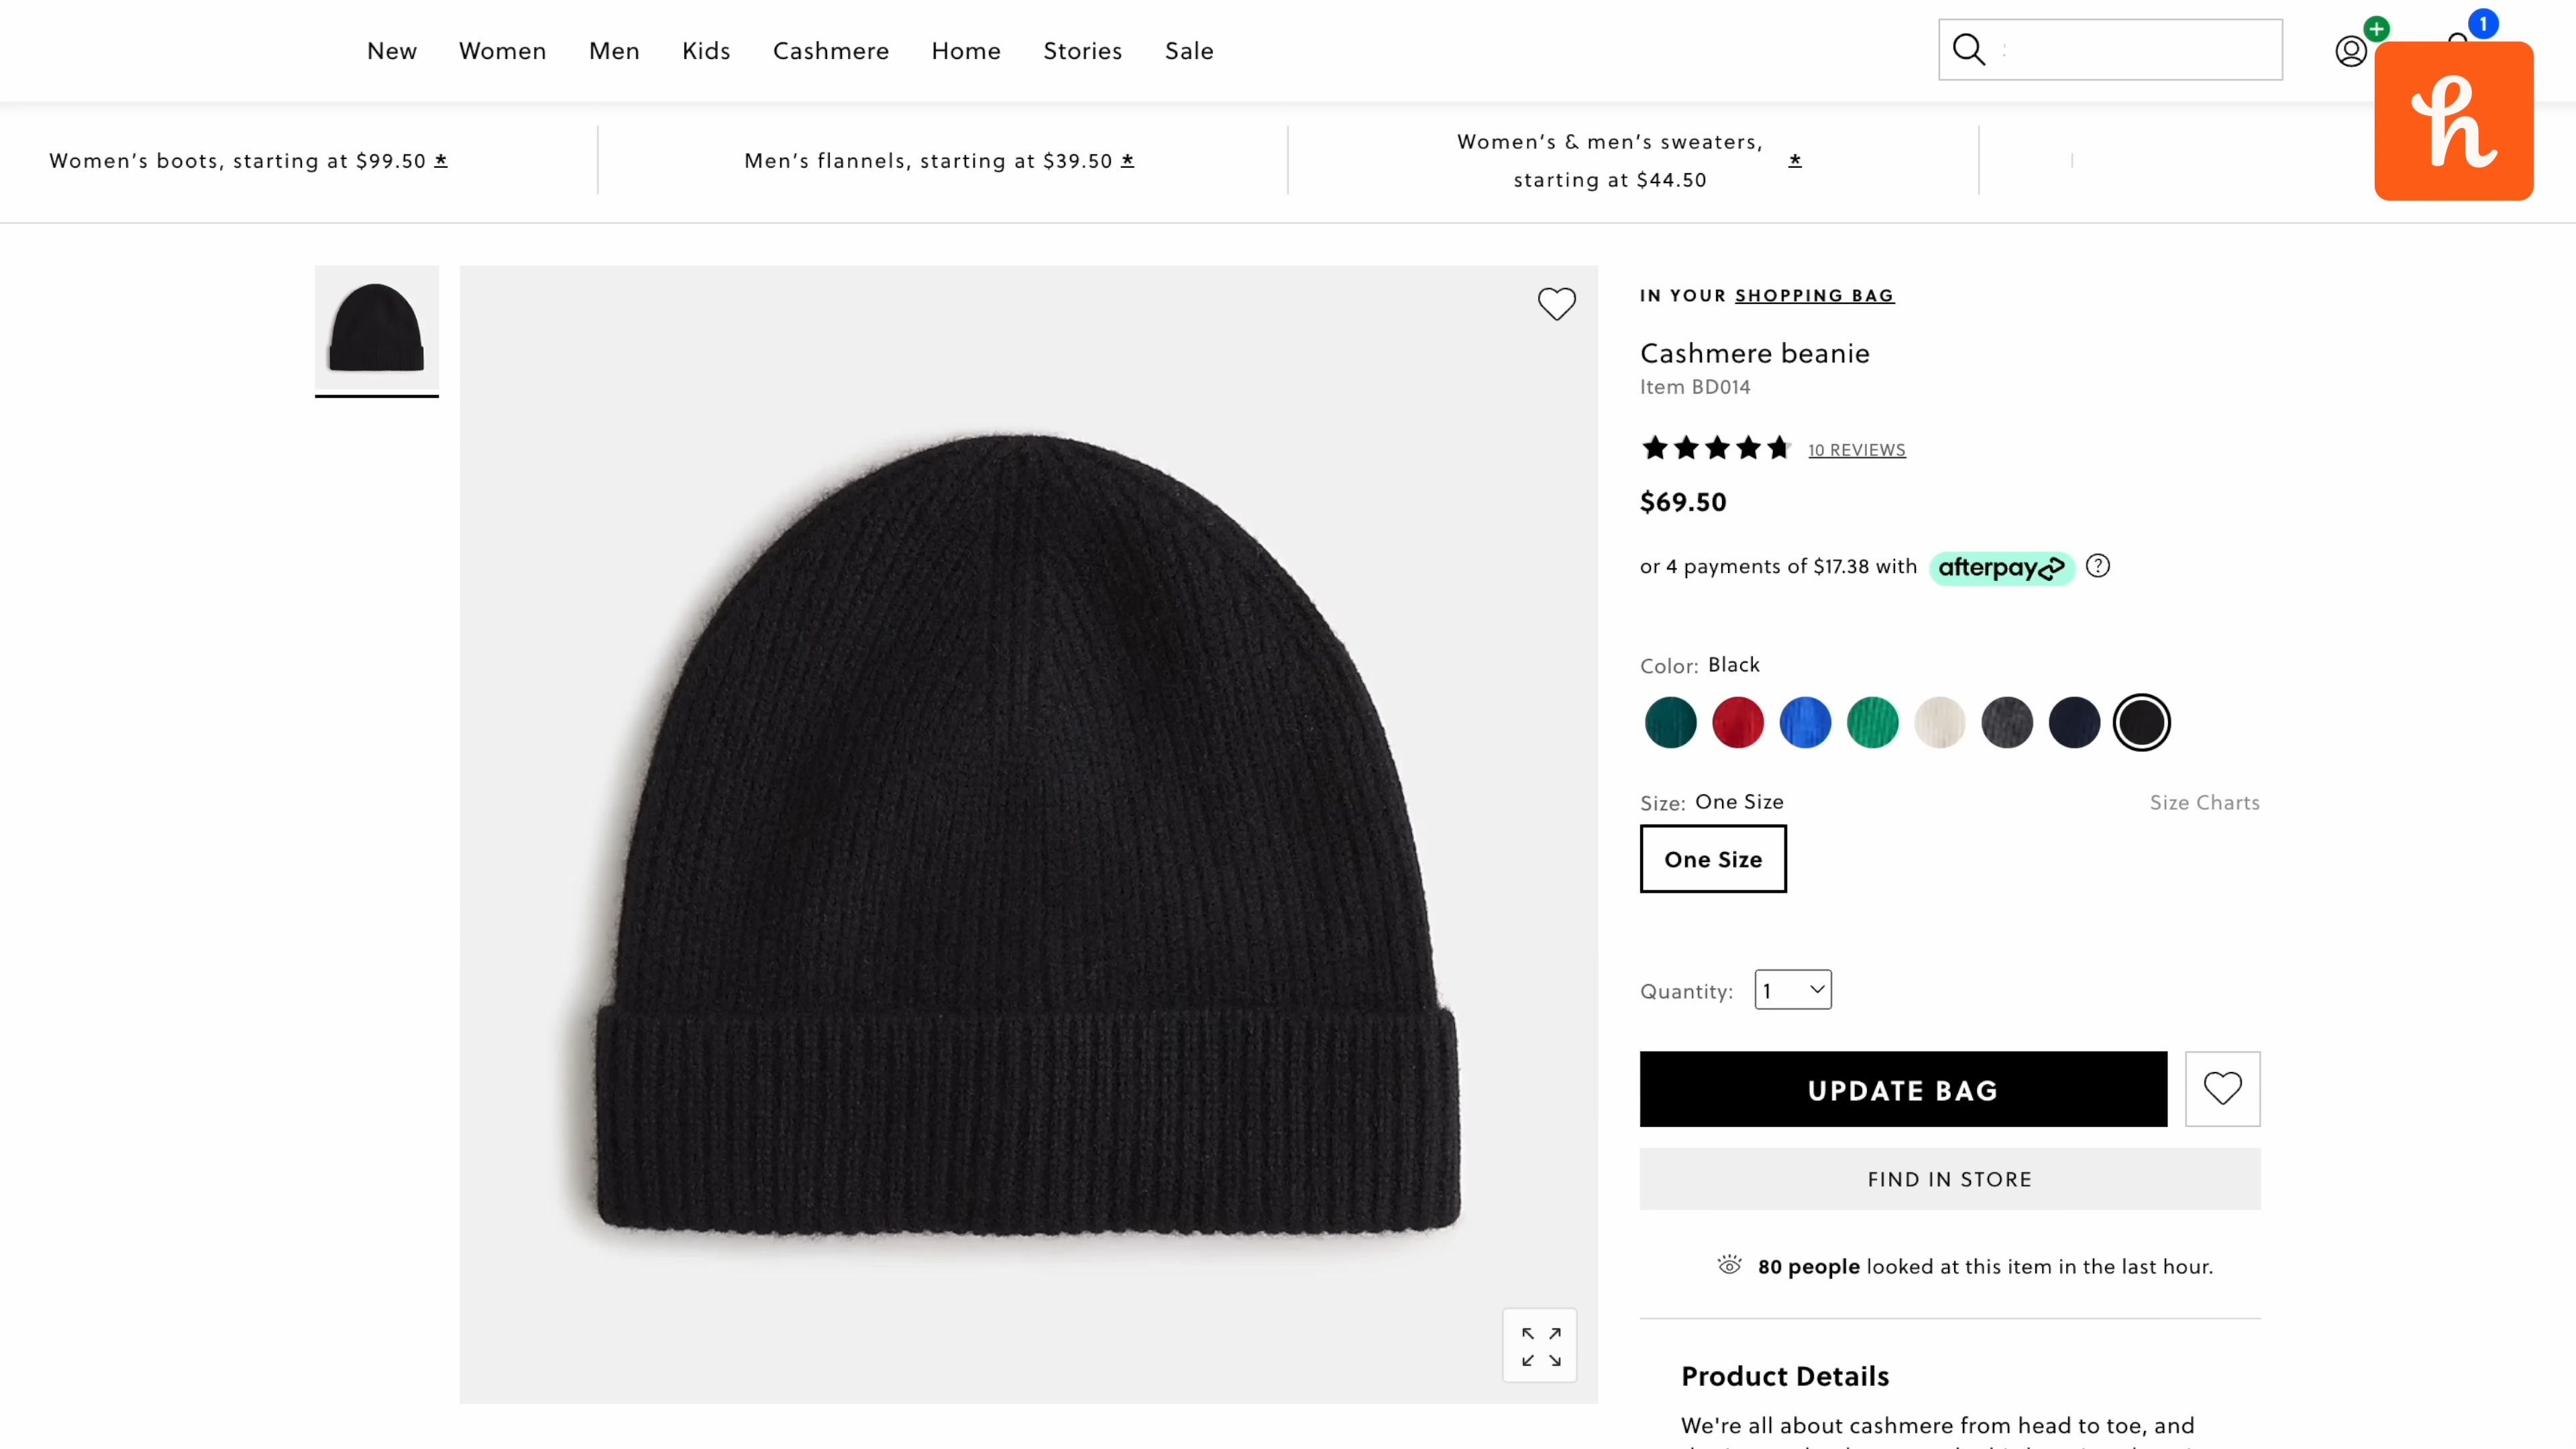 New Women Men Kids Cashmere Home Stories Sale
1
h
Women's boots, starting at $99.50 *
Men's flannels, starting at $39.50 *
Women's & men's sweaters, *
starting at $44.50
IN YOUR SHOPPING BAG
Cashmere beanie
Item BD014
10 REVIEWS
$69.50
or 4 payments of $17.38 with afterpay ?
Color: Black
Size: One Size Size Charts
One Size
Quantity: 1
UPDATE BAG
FIND IN STORE
80 people looked at this item in the last hour.
Product Details
We're all about cashmere from head to toe, and